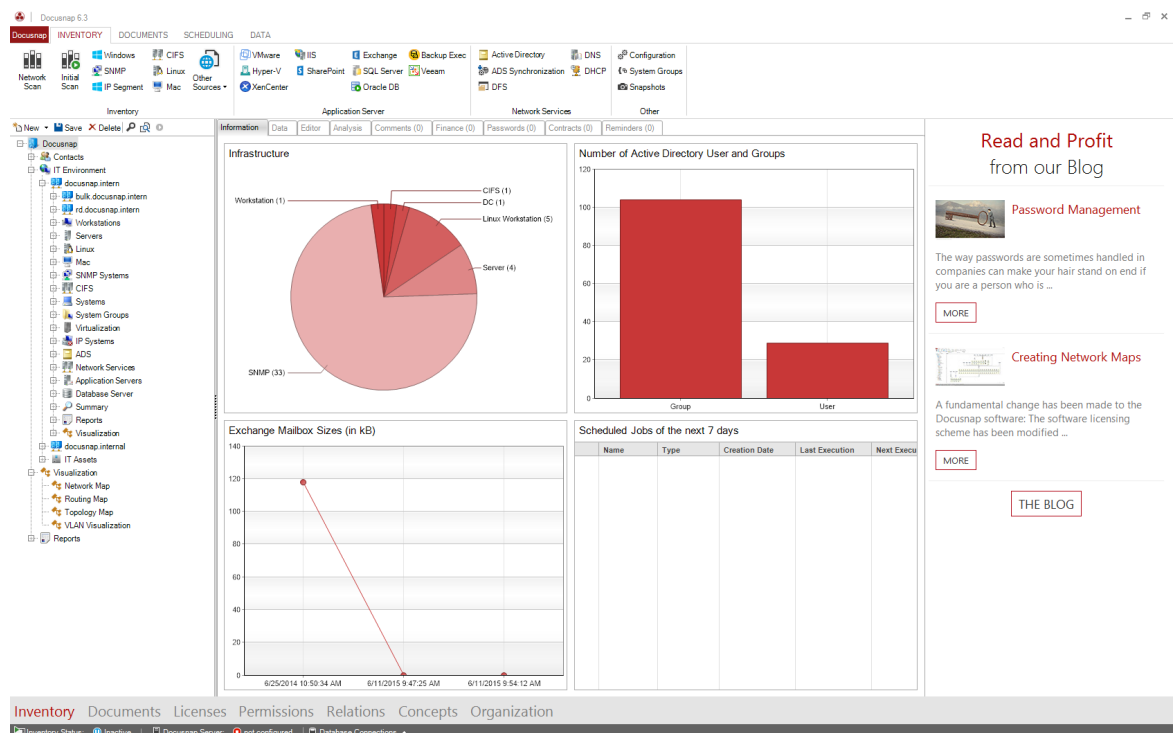 Docusnap 6.3
Docusnap INVENTORY DOCUMENTS SCHEDULING DATA
Network Scan
Initial Scan
Windows
SNMP
IP Segment
CIFS
Linux
Mac
Other Sources
Inventory
VMware
Hyper-V
XenCenter
IIS
SharePoint
Exchange
SQL Server
Oracle DB
Backup Exec
Veeam
Application Server
Active Directory
ADS Synchronization
DFS
DNS
DHCP
Network Services
Configuration
System Groups
Snapshots
Other
New Save Delete
Docusnap
Contacts
IT Environment
docusnap.intern
bulk.docusnap.intern
rd.docusnap.intern
Workstations
Servers
Linux
Mac
SNMP Systems
CIFS
Systems
System Groups
Virtualization
IP Systems
ADS
Network Services
Application Servers
Database Server
Summary
Reports
Visualization
docusnap.internal
IT Assets
Visualization
Network Map
Routing Map
Topology Map
VLAN Visualization
Reports
Information Data Editor Analysis Comments (0) Finance (0) Passwords (0) Contracts (0) Reminders (0)
Infrastructure
Workstation (1)
CIFS (1)
DC (1)
Linux Workstation (5)
Server (4)
SNMP (33)
Number of Active Directory User and Groups
120
100
80
60
40
20
0
Group User
Exchange Mailbox Sizes (in kB)
140
120
100
80
60
40
20
0
6/25/2014 10:50:34 AM 6/11/2015 9:47:25 AM 6/11/2015 9:54:12 AM
Scheduled Jobs of the next 7 days
Name Type Creation Date Last Execution Next Execu
Read and Profit
from our Blog
Password Management
The way passwords are sometimes handled in
companies can make your hair stand on end if
you are a person who is ...
MORE
Creating Network Maps
A fundamental change has been made to the
Docusnap software: The software licensing
scheme has been modified ...
MORE
THE BLOG
Inventory Documents Licenses Permissions Relations Concepts Organization
Inventory Status: Inactive Docusnap Server: not configured Database Connections